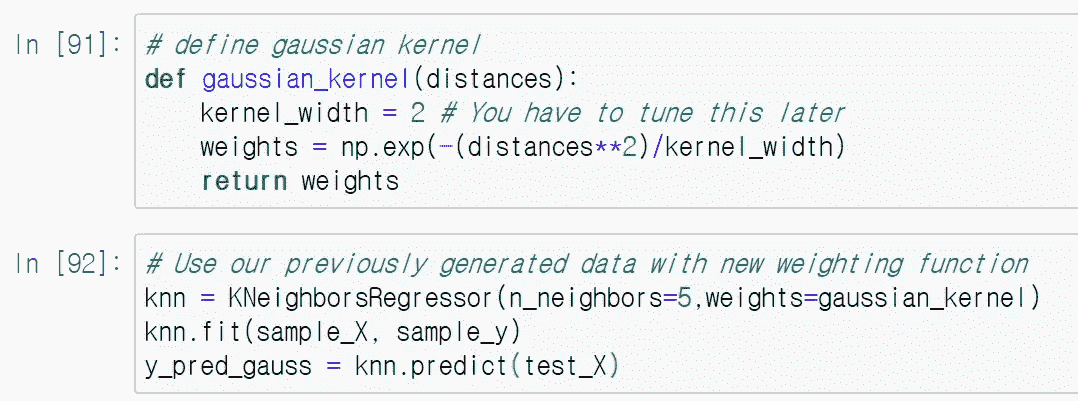 In [91]: # define gaussian kernel
def gaussian_kernel(distances):
    kernel_width = 2 # You have to tune this later
    weights = np.exp(-(distances**2)/kernel_width)
    return weights
In [92]: # Use our previously generated data with new weighting function
knn = KNeighborsRegressor(n_neighbors=5,weights=gaussian_kernel)
knn.fit(sample_X, sample_y)
y_pred_gauss = knn.predict(test_X)